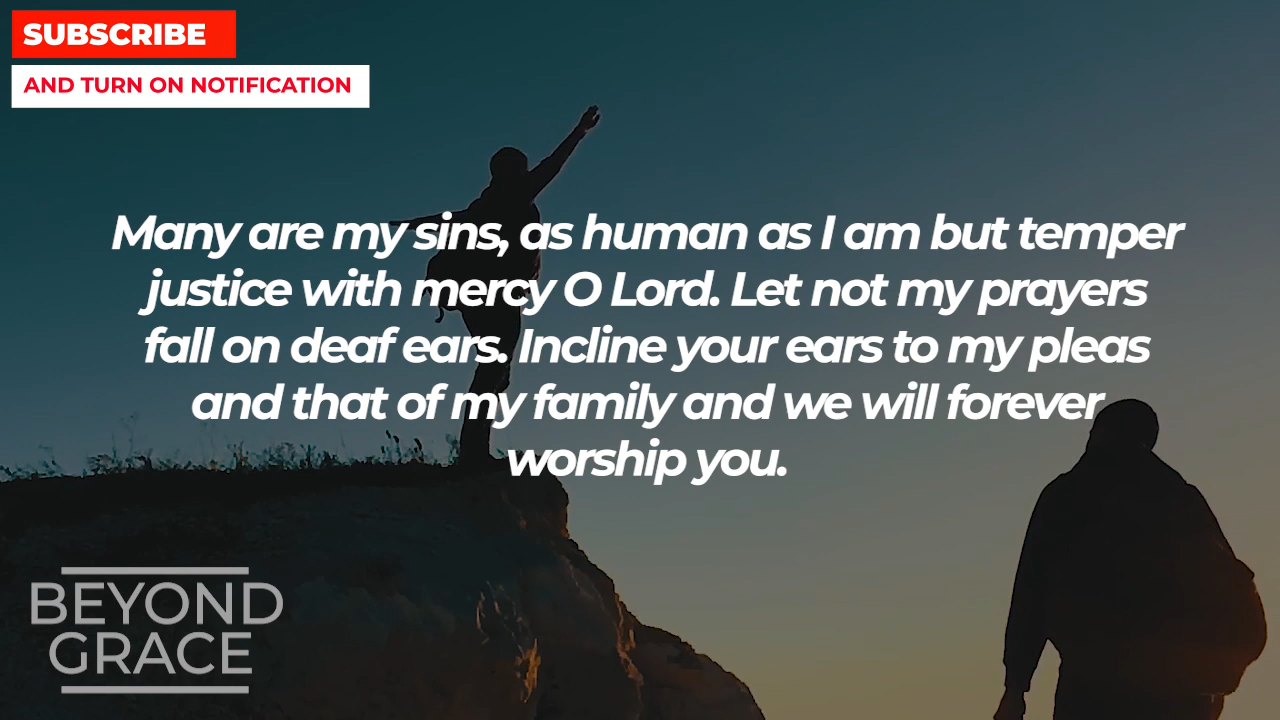 SUBSCRIBE
AND TURN ON NOTIFICATION
Many are my sins, as human as I am but temper
justice with mercy O Lord. Let not my prayers
fall on deaf ears. Incline your ears to my pleas
and that of my family and we will forever
worship you.
BEYOND
GRACE